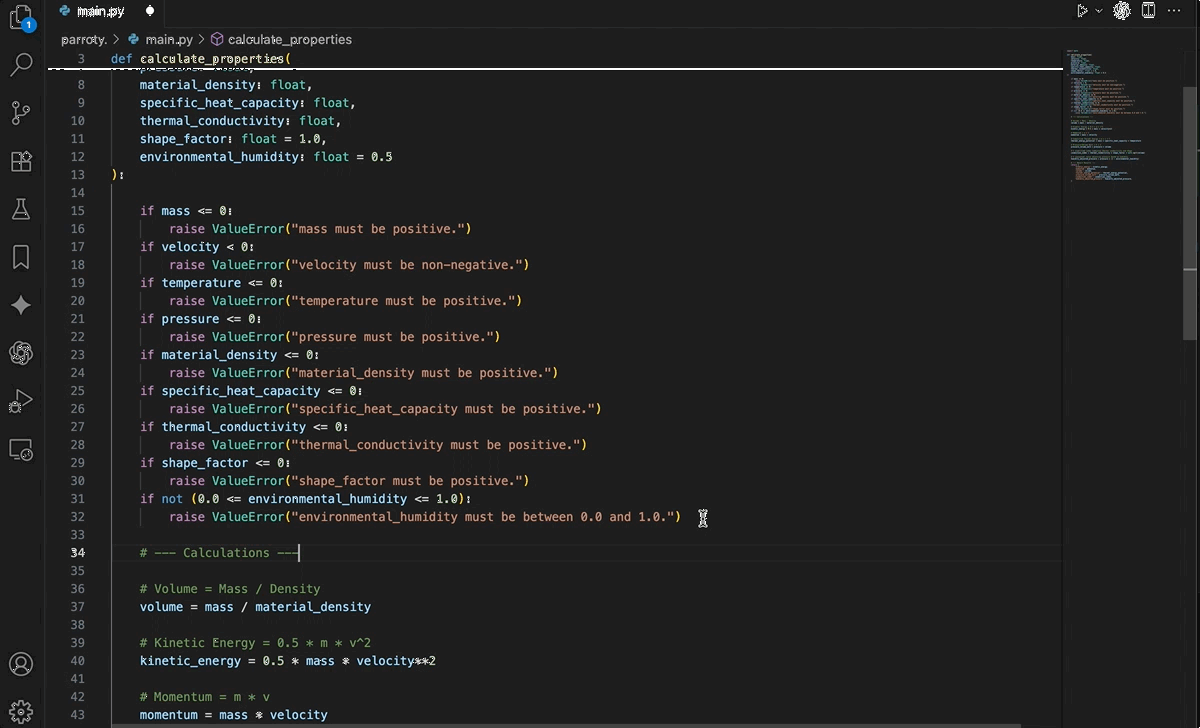 1
main.py
parroty. > main.py > calculate_properties
3 def calculate_properties(
8 material_density: float,
9 specific_heat_capacity: float,
10 thermal_conductivity: float,
11 shape_factor: float = 1.0,
12 environmental_humidity: float = 0.5
13 ):
14
15 if mass <= 0:
16 raise ValueError("mass must be positive.")
17 if velocity < 0:
18 raise ValueError("velocity must be non-negative.")
19 if temperature <= 0:
20 raise ValueError("temperature must be positive.")
21 if pressure <= 0:
22 raise ValueError("pressure must be positive.")
23 if material_density <= 0:
24 raise ValueError("material_density must be positive.")
25 if specific_heat_capacity <= 0:
26 raise ValueError("specific_heat_capacity must be positive.")
27 if thermal_conductivity <= 0:
28 raise ValueError("thermal_conductivity must be positive.")
29 if shape_factor <= 0:
30 raise ValueError("shape_factor must be positive.")
31 if not (0.0 <= environmental_humidity <= 1.0):
32 raise ValueError("environmental_humidity must be between 0.0 and 1.0.")
33
34 # --- Calculations ---
35
36 # Volume = Mass / Density
37 volume = mass / material_density
38
39 # Kinetic Energy = 0.5 * m * v^2
40 kinetic_energy = 0.5 * mass * velocity**2
41
42 # Momentum = m * v
43 momentum = mass * velocity